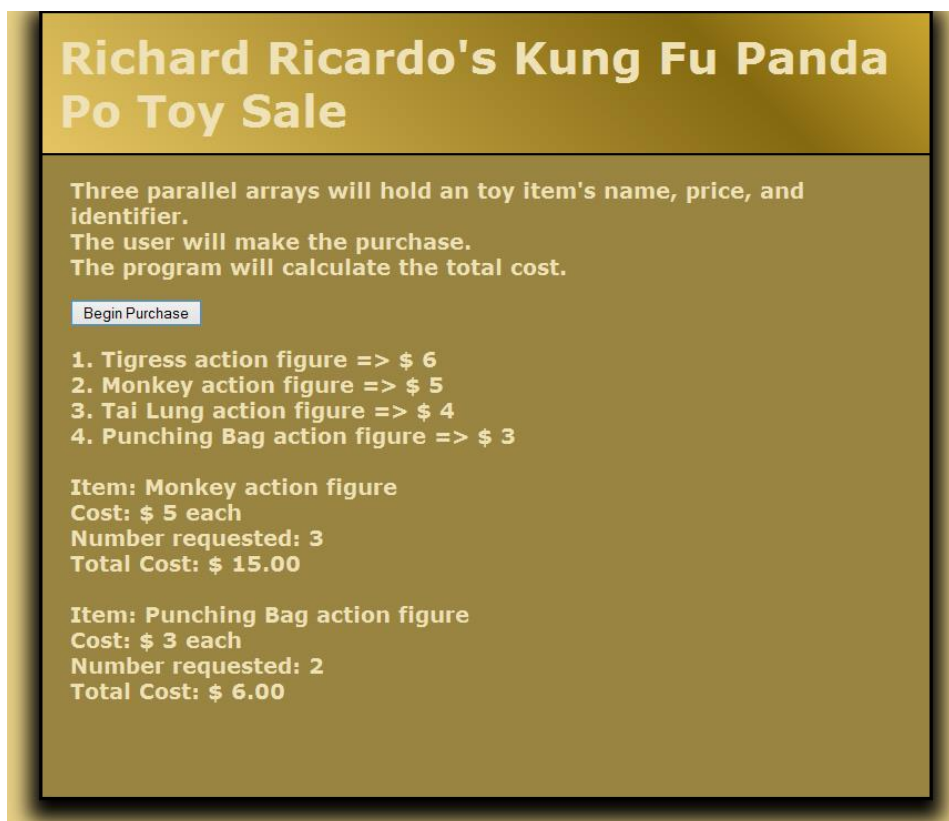 Richard Ricardo's Kung Fu Panda
Po Toy Sale
Three parallel arrays will hold an toy item's name, price, and
identifier.
The user will make the purchase.
The program will calculate the total cost.
Begin Purchase
1. Tigress action figure => $ 6
2. Monkey action figure => $ 5
3. Tai Lung action figure => $ 4
4. Punching Bag action figure => $ 3
Item: Monkey action figure
Cost: $ 5 each
Number requested: 3
Total Cost: $ 15.00
Item: Punching Bag action figure
Cost: $ 3 each
Number requested: 2
Total Cost: $ 6.00